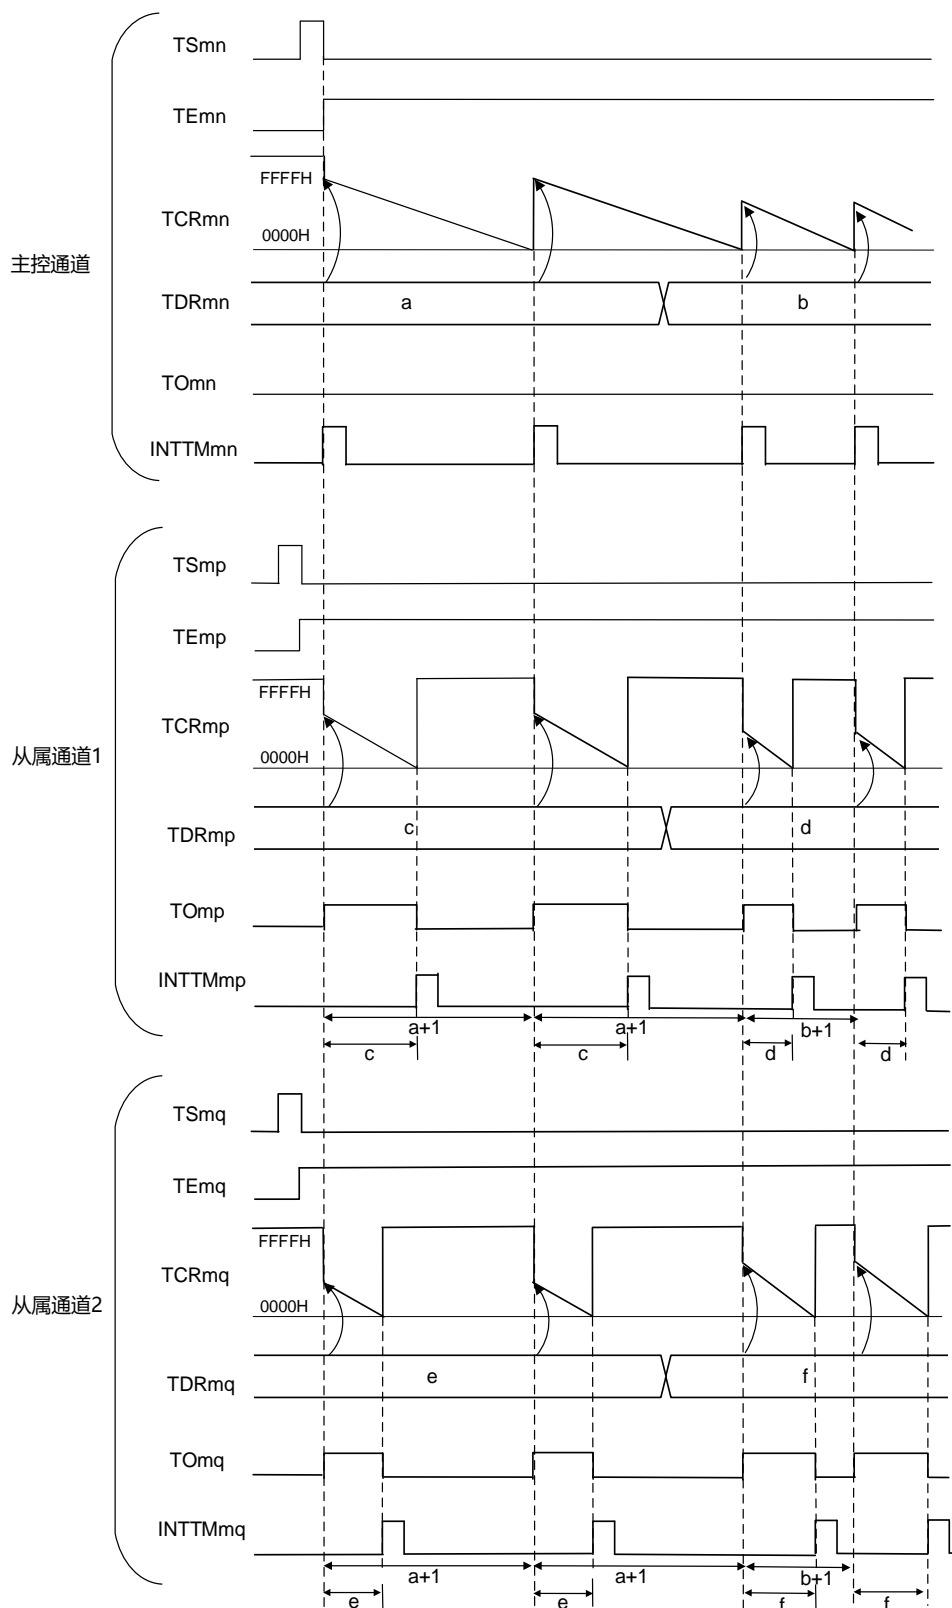 TSmn
TEmn
FFFFH
TCRmn
0000H
主控通道
TDRmn
a
b
TOmn
INTTMmn
TSmp
TEmp
FFFFH
TCRmp
0000H
从属通道1
TDRmp
c
d
TOmp
INTTMmp
a+1
a+1
b+1
c
c
d
d
TSmq
TEmq
FFFFH
TCRmq
0000H
从属通道2
TDRmq
e
f
TOmq
INTTMmq
a+1
a+1
b+1
e
e
f
f